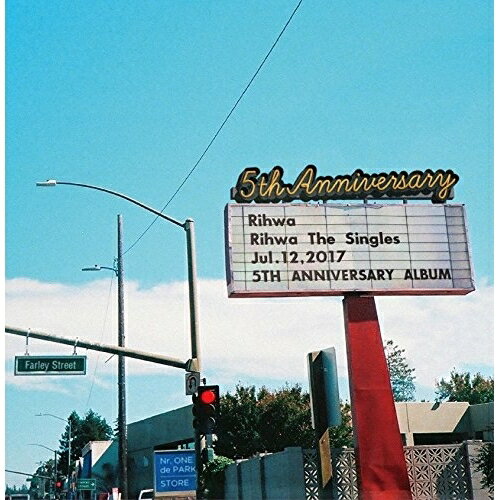 5th Anniversary
Rihwa
Rihwa The Singles
Jul.12,2017
5TH ANNIVERSARY ALBUM
Farley Street
Nr. ONE
de PARK
STORE